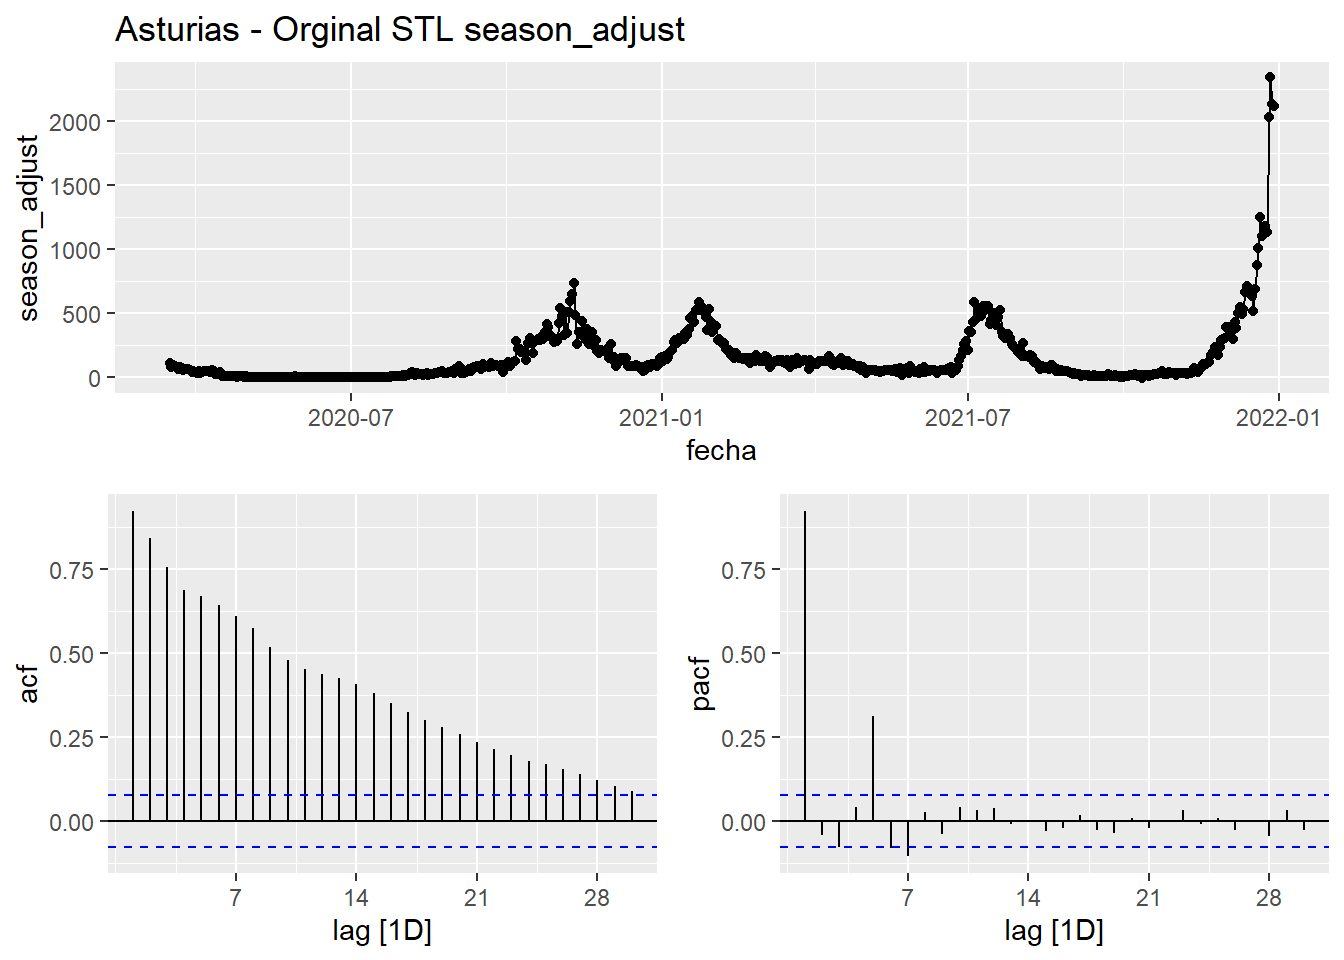 Asturias - Orginal STL season_adjust
season_adjust
2000
1500
1000
500
0
2020-07 2021-01 2021-07 2022-01
fecha
acf
0.75
0.50
0.25
0.00
7 14 21 28
lag [1D]
pacf
0.75
0.50
0.25
0.00
7 14 21 28
lag [1D]